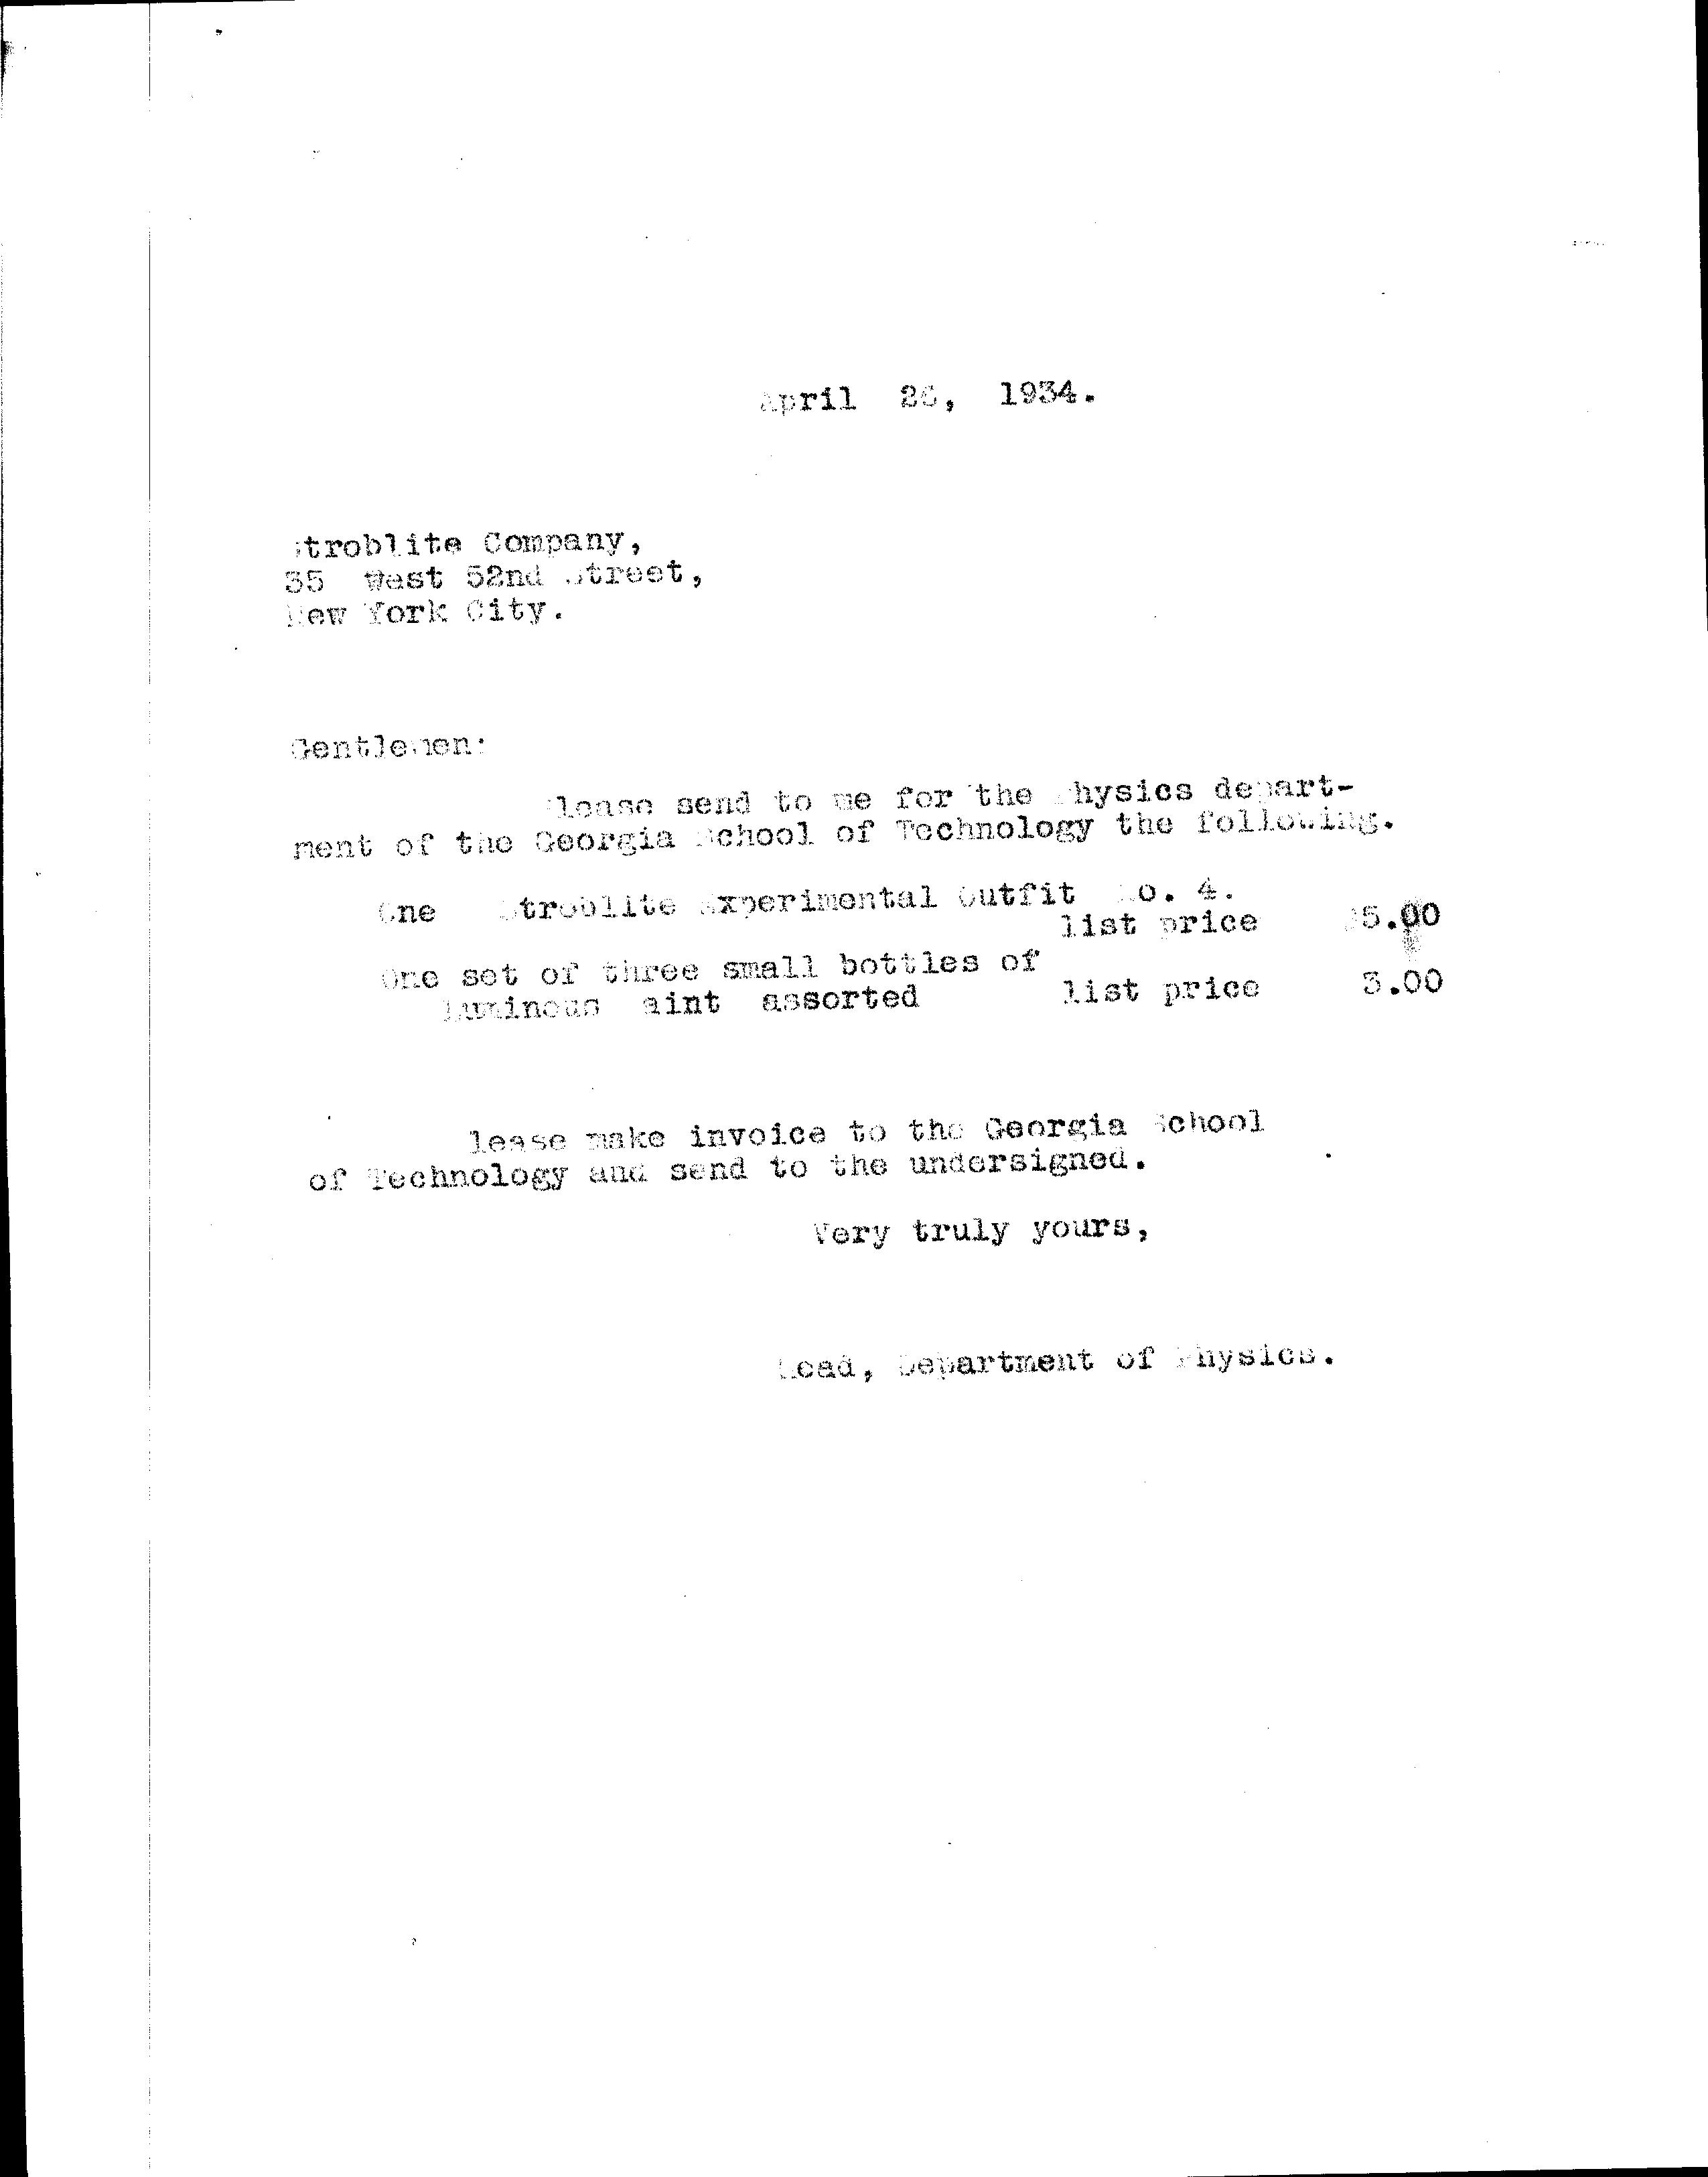 April 26, 1934.
Stroblite Company,
35 West 52nd Street,
New York City.
Gentlemen:
Please send to me for the Physics depart-
ment of the Georgia School of Technology the following.
One Stroblite Experimental Outfit No. 4.
list price 5.00
One set of three small bottles of
luminous paint assorted list price 3.00
Please make invoice to the Georgia School
of Technology and send to the undersigned.
Very truly yours,
Head, Department of Physics.